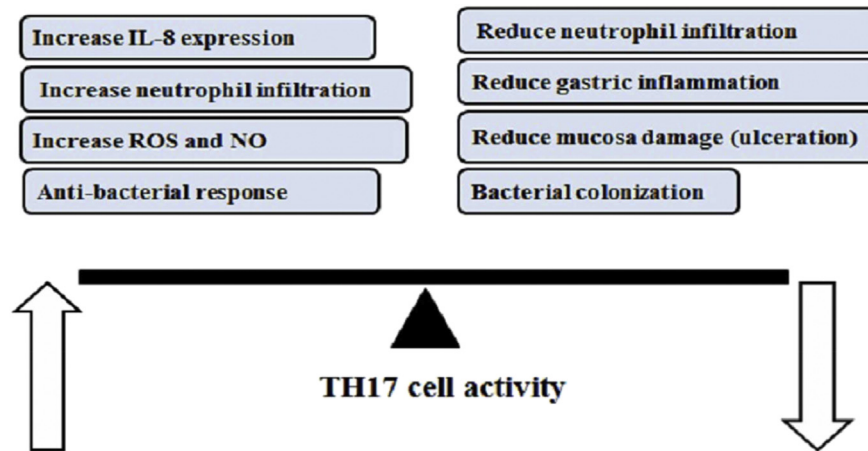 Increase IL-8 expression
Increase neutrophil infiltration
Increase ROS and NO
Anti-bacterial response
Reduce neutrophil infiltration
Reduce gastric inflammation
Reduce mucosa damage (ulceration)
Bacterial colonization
TH17 cell activity